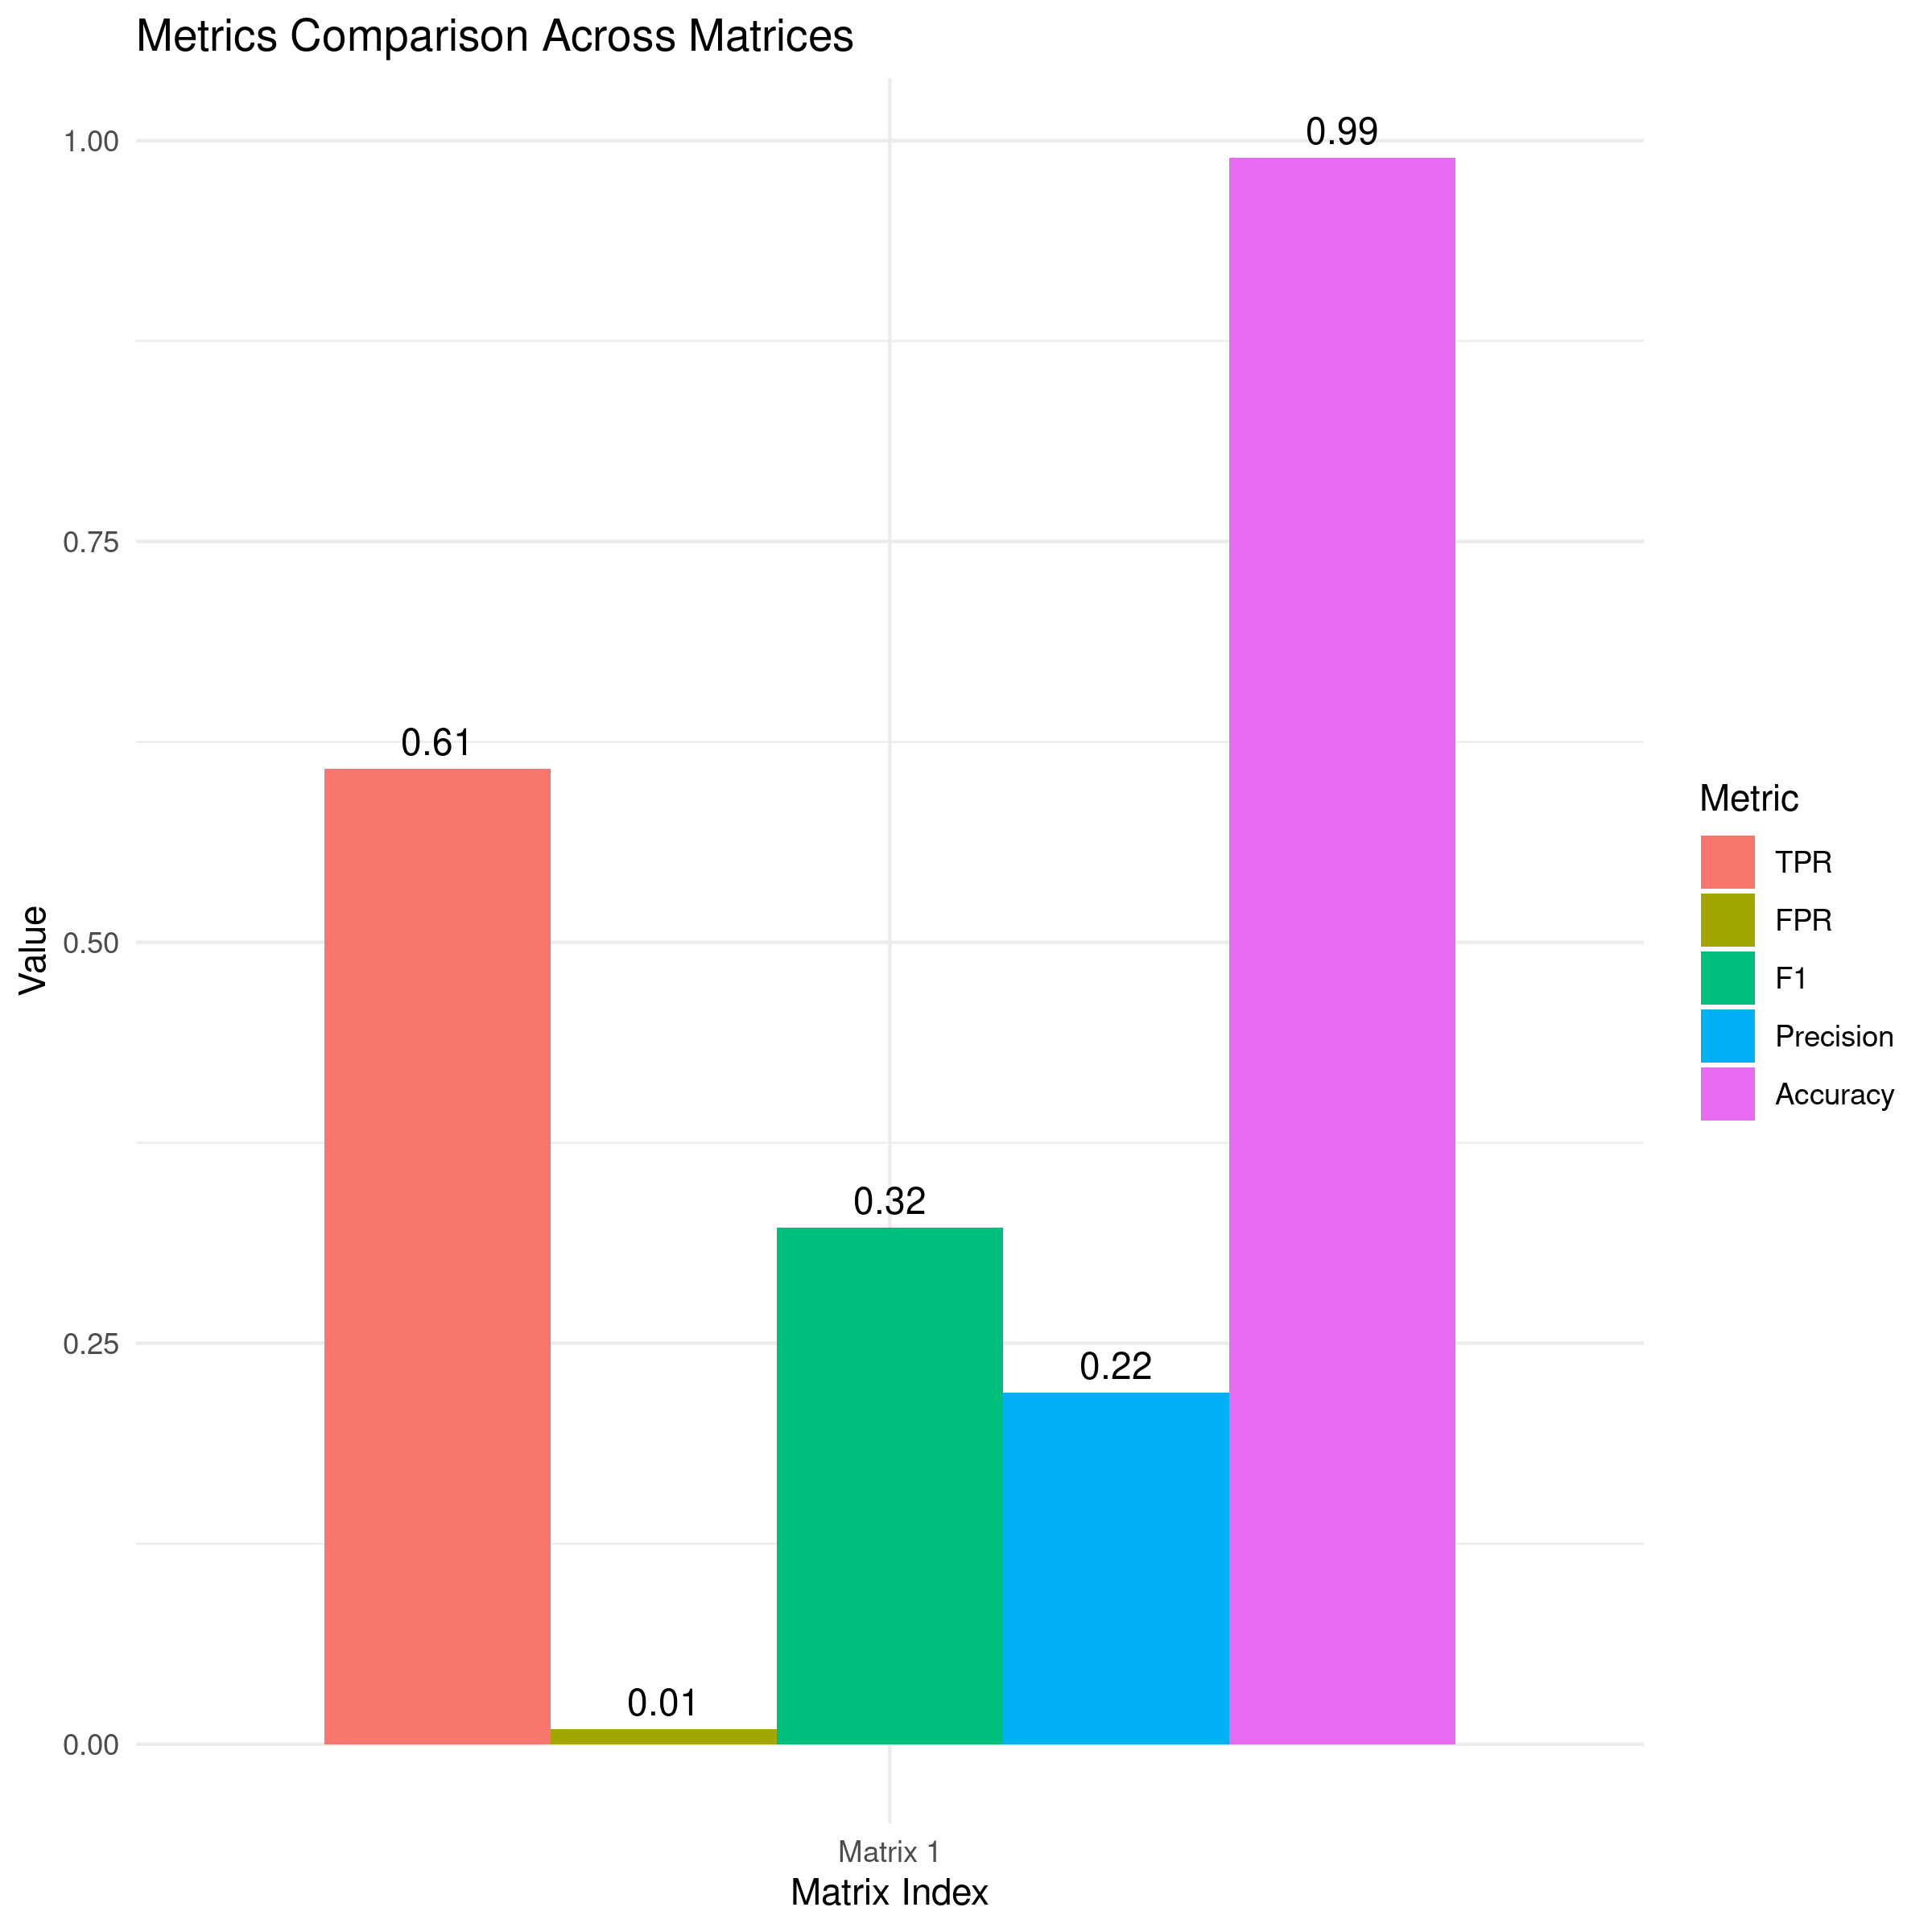 Metrics Comparison Across Matrices
1.00
0.75
0.50
0.25
0.00
Value
0.61
0.01
0.32
0.22
0.99
Matrix 1
Matrix Index
Metric
TPR
FPR
F1
Precision
Accuracy